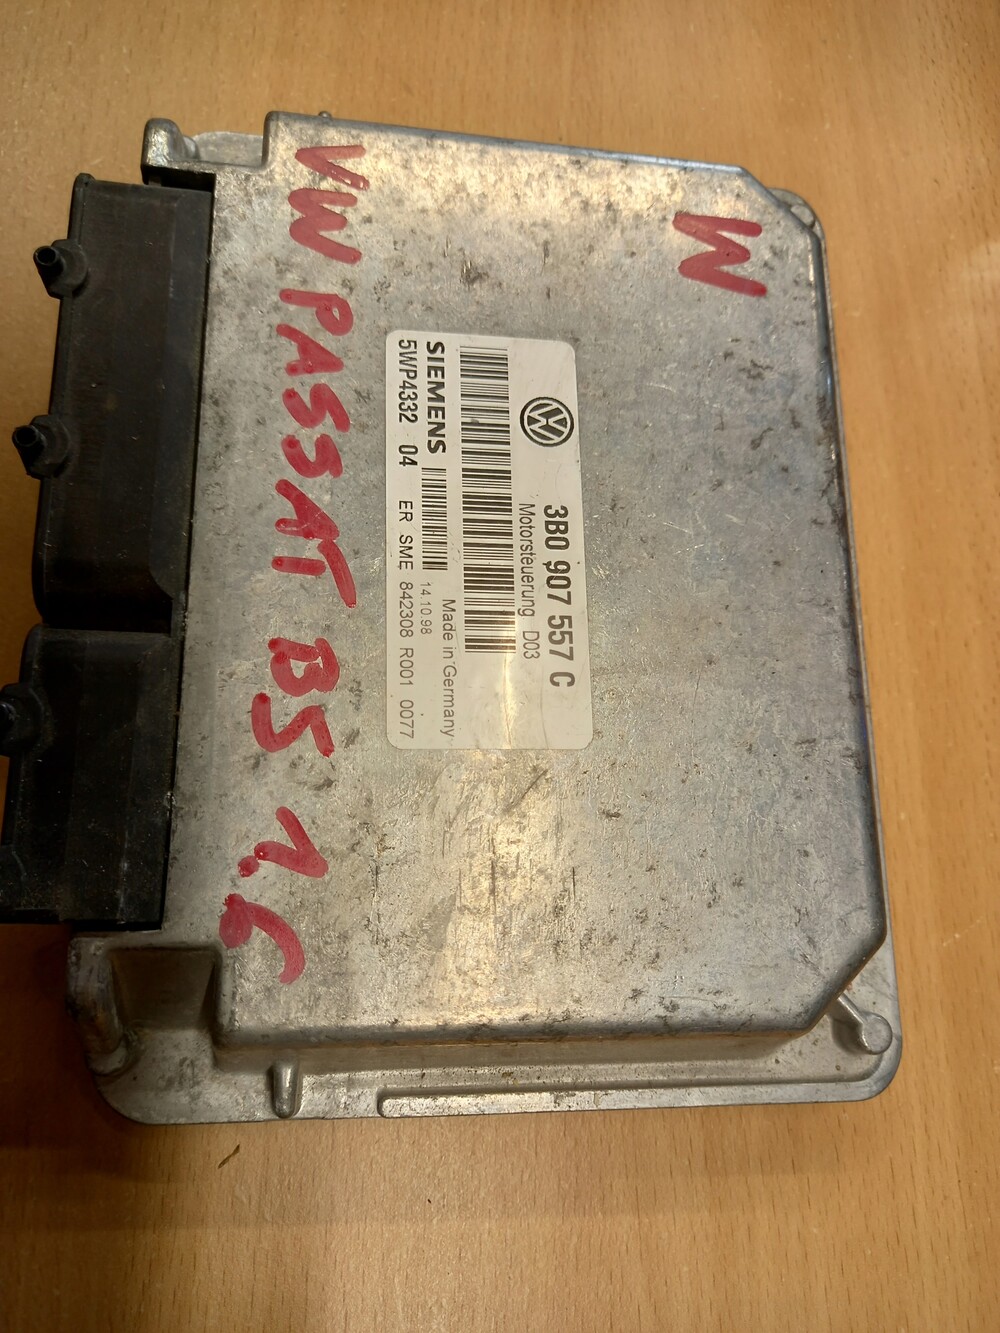 W
3B0 907 557 C
Motorsteuerung D03
SIEMENS
Made in Germany
14.10.98
5WP4332 04 ER SME 842308 R001 0077
VW PASSAT B5 1.6